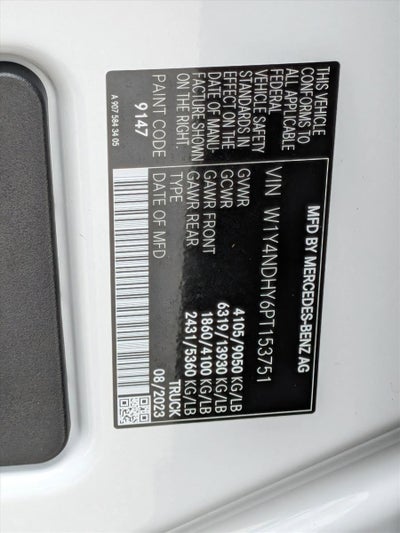 MFD BY MERCEDES-BENZ AG
VIN W1Y4NDHY6PT153751
GVWR 4105/9050 KG/LB
GCWR 6319/13930 KG/LB
GAWR FRONT 1860/4100 KG/LB
GAWR REAR 2431/5360 KG/LB
TYPE TRUCK
DATE OF MFD 08/2023
THIS VEHICLE
CONFORMS TO
ALL APPLICABLE
FEDERAL
VEHICLE SAFETY
STANDARDS IN
EFFECT ON THE
DATE OF MANU-
FACTURE SHOWN
ON THE RIGHT.
PAINT CODE
9147
A 907 584 34 05